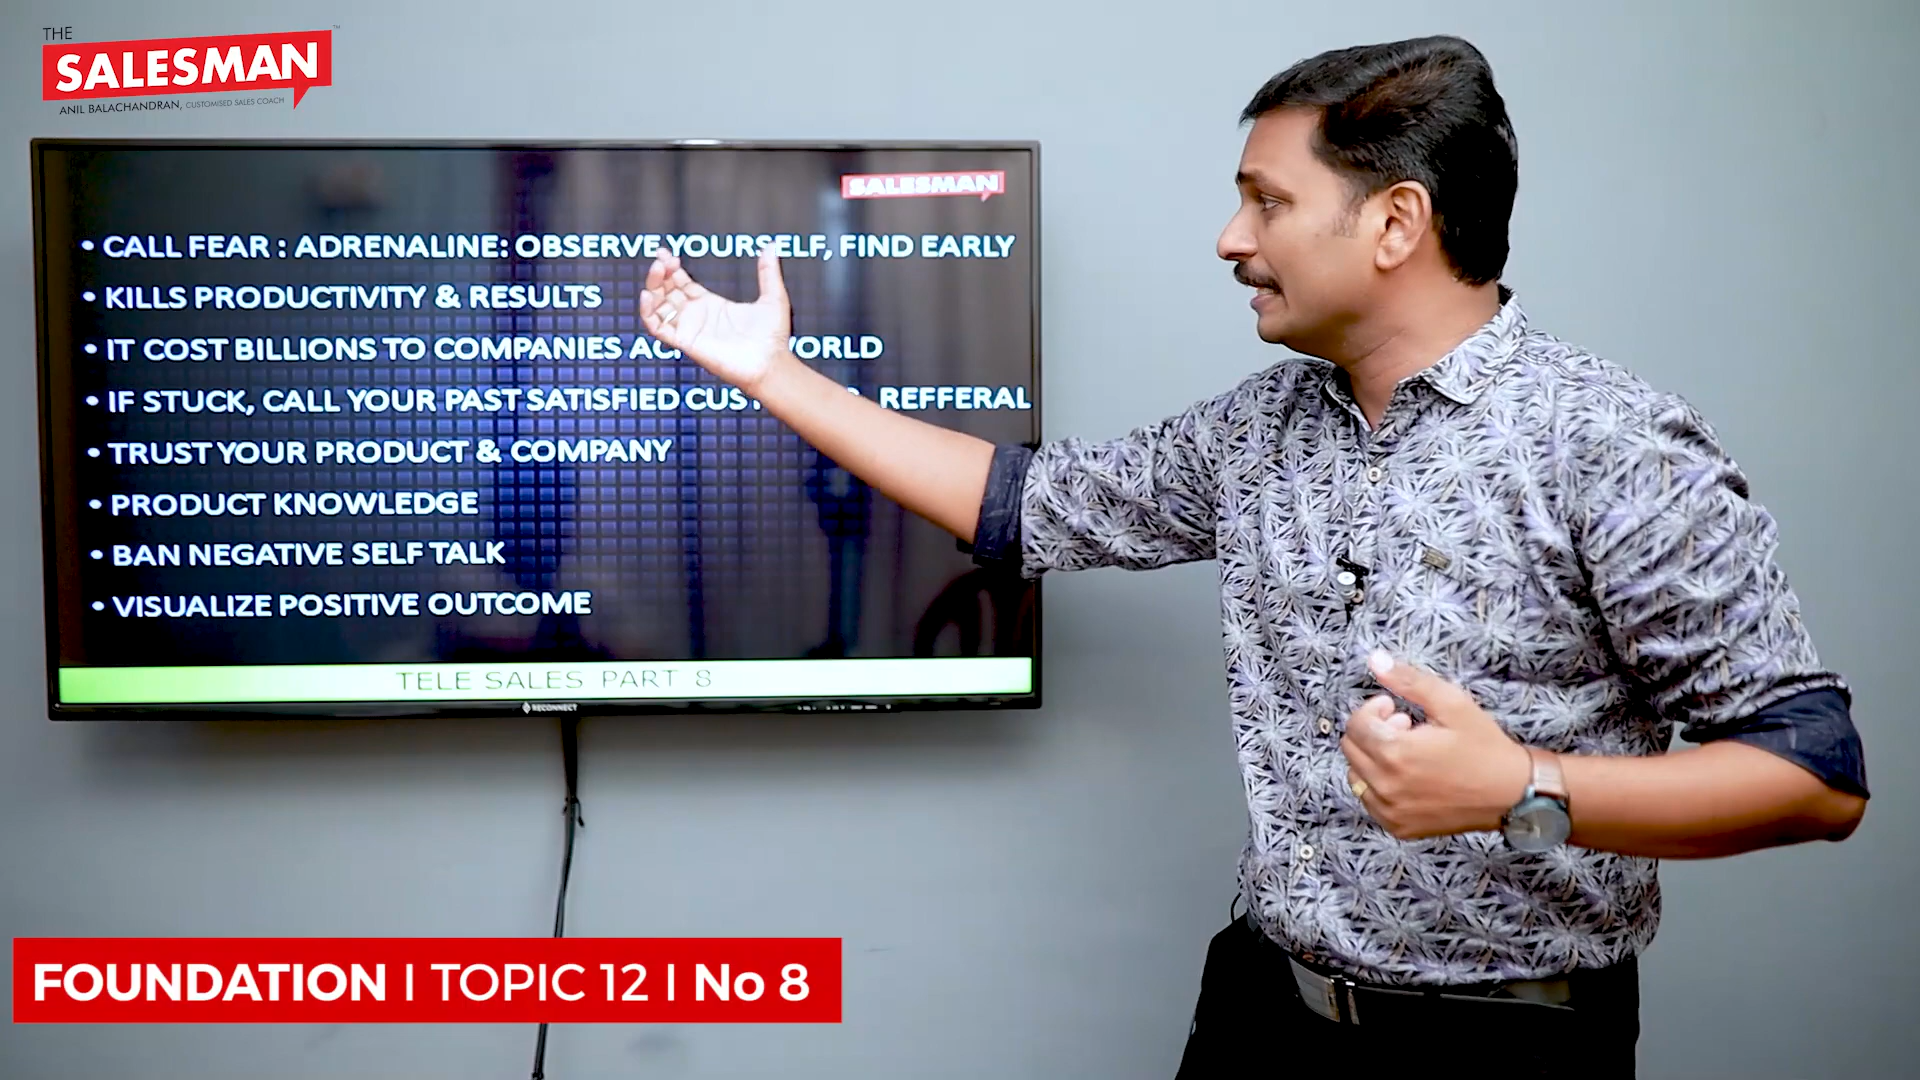 THE
SALESMAN
ANIL BALACHANDRAN, CUSTOMISED SALES COACH
SALESMAN
• CALL FEAR : ADRENALINE: OBSERVE YOURSELF, FIND EARLY
• KILLS PRODUCTIVITY & RESULTS
• IT COST BILLIONS TO COMPANIES
• IF STUCK, CALL YOUR PAST SATISFIED REFFERAL
• TRUST YOUR PRODUCT & COMPANY
• PRODUCT KNOWLEDGE
• BAN NEGATIVE SELF TALK
• VISUALIZE POSITIVE OUTCOME
TELE SALES PART 8
RECONNECT
FOUNDATION | TOPIC 12 | No 8